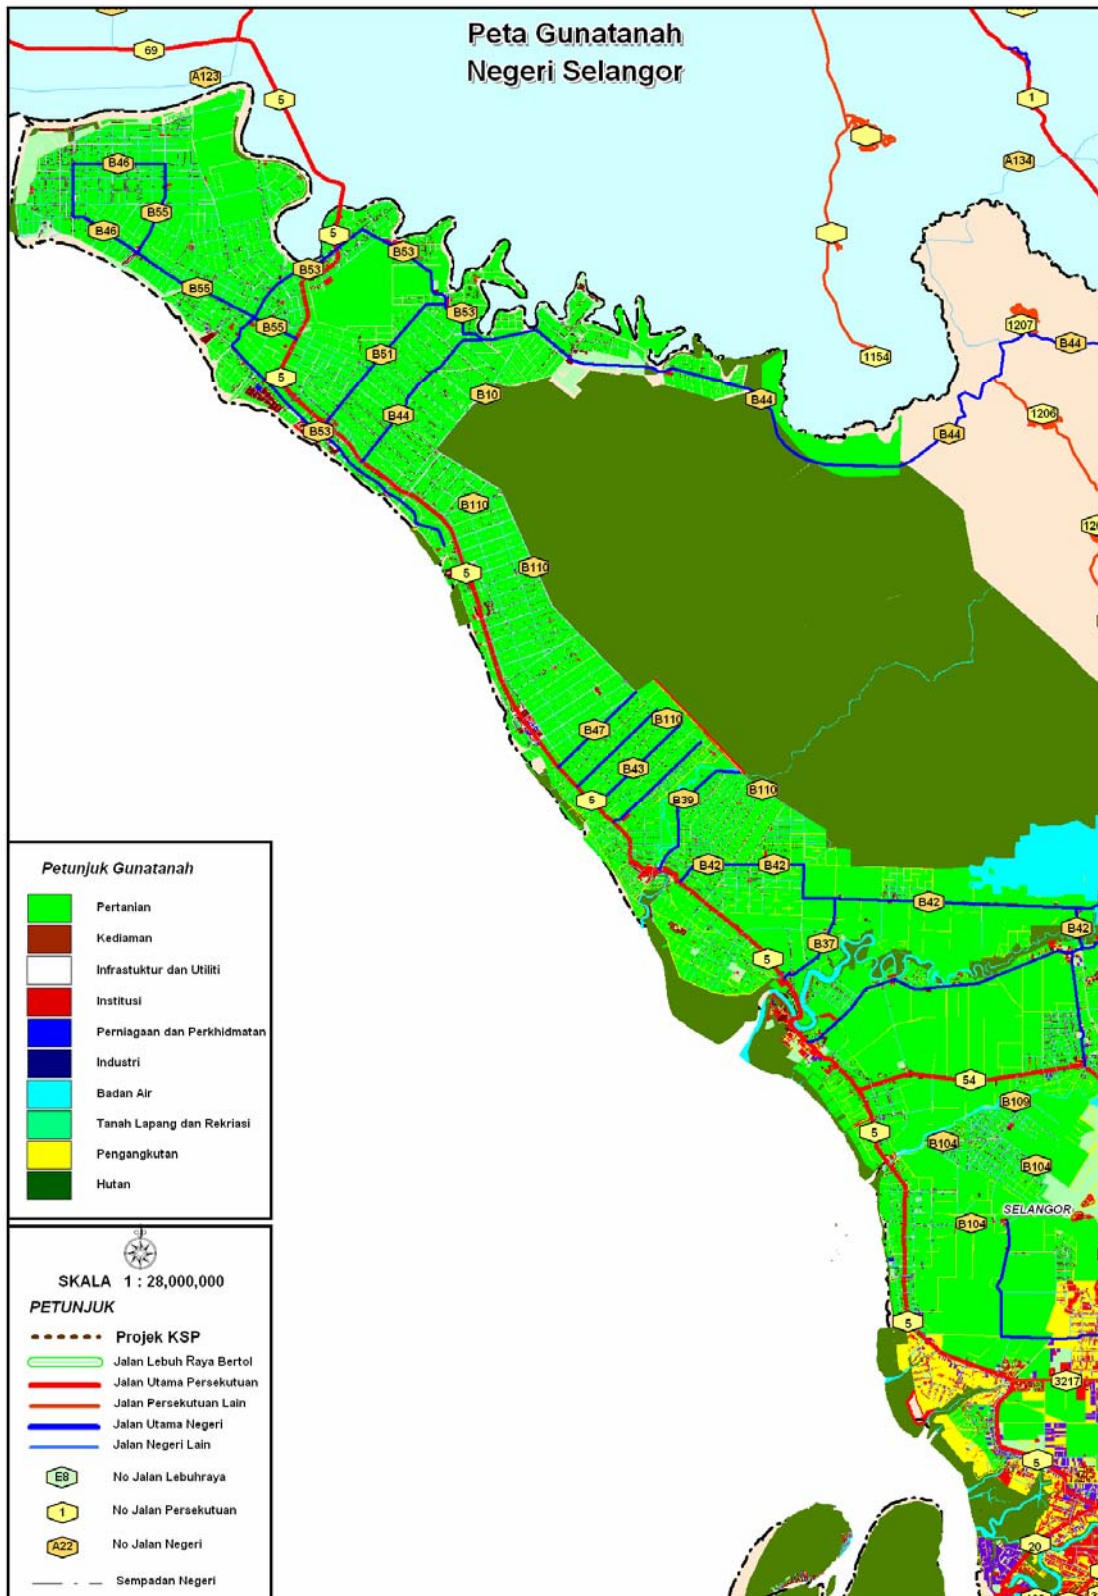 Peta Gunatanah
Negeri Selangor
69
A123
5
1
A134
B46
B55
B46
5
B53
B53
B55
B53
1207
B44
B55
B51
1154
5
B10
B44
1206
B44
B53
B44
B110
B110
5
B47
B110
B43
5
B39
B110
B42
B42
B42
B42
B37
5
54
B109
5
B104
B104
SELANGOR
B104
5
3217
5
20
Petunjuk Gunatanah
Pertanian
Kediaman
Infrastuktur dan Utiliti
Institusi
Perniagaan dan Perkhidmatan
Industri
Badan Air
Tanah Lapang dan Rekriasi
Pengangkutan
Hutan
SKALA 1 : 28,000,000
PETUNJUK
Projek KSP
Jalan Lebuh Raya Bertol
Jalan Utama Persekutuan
Jalan Persekutuan Lain
Jalan Utama Negeri
Jalan Negeri Lain
E8 No Jalan Lebuhraya
1 No Jalan Persekutuan
A22 No Jalan Negeri
Sempadan Negeri